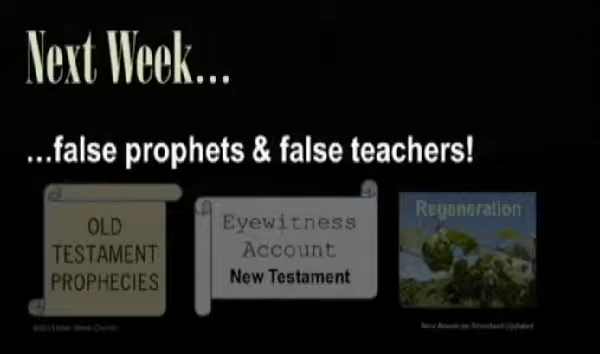 Next Week...
...false prophets & false teachers!
OLD
TESTAMENT
PROPHECIES
Eyewitness
Account
New Testament
Regeneration
New American Standard (Updated)